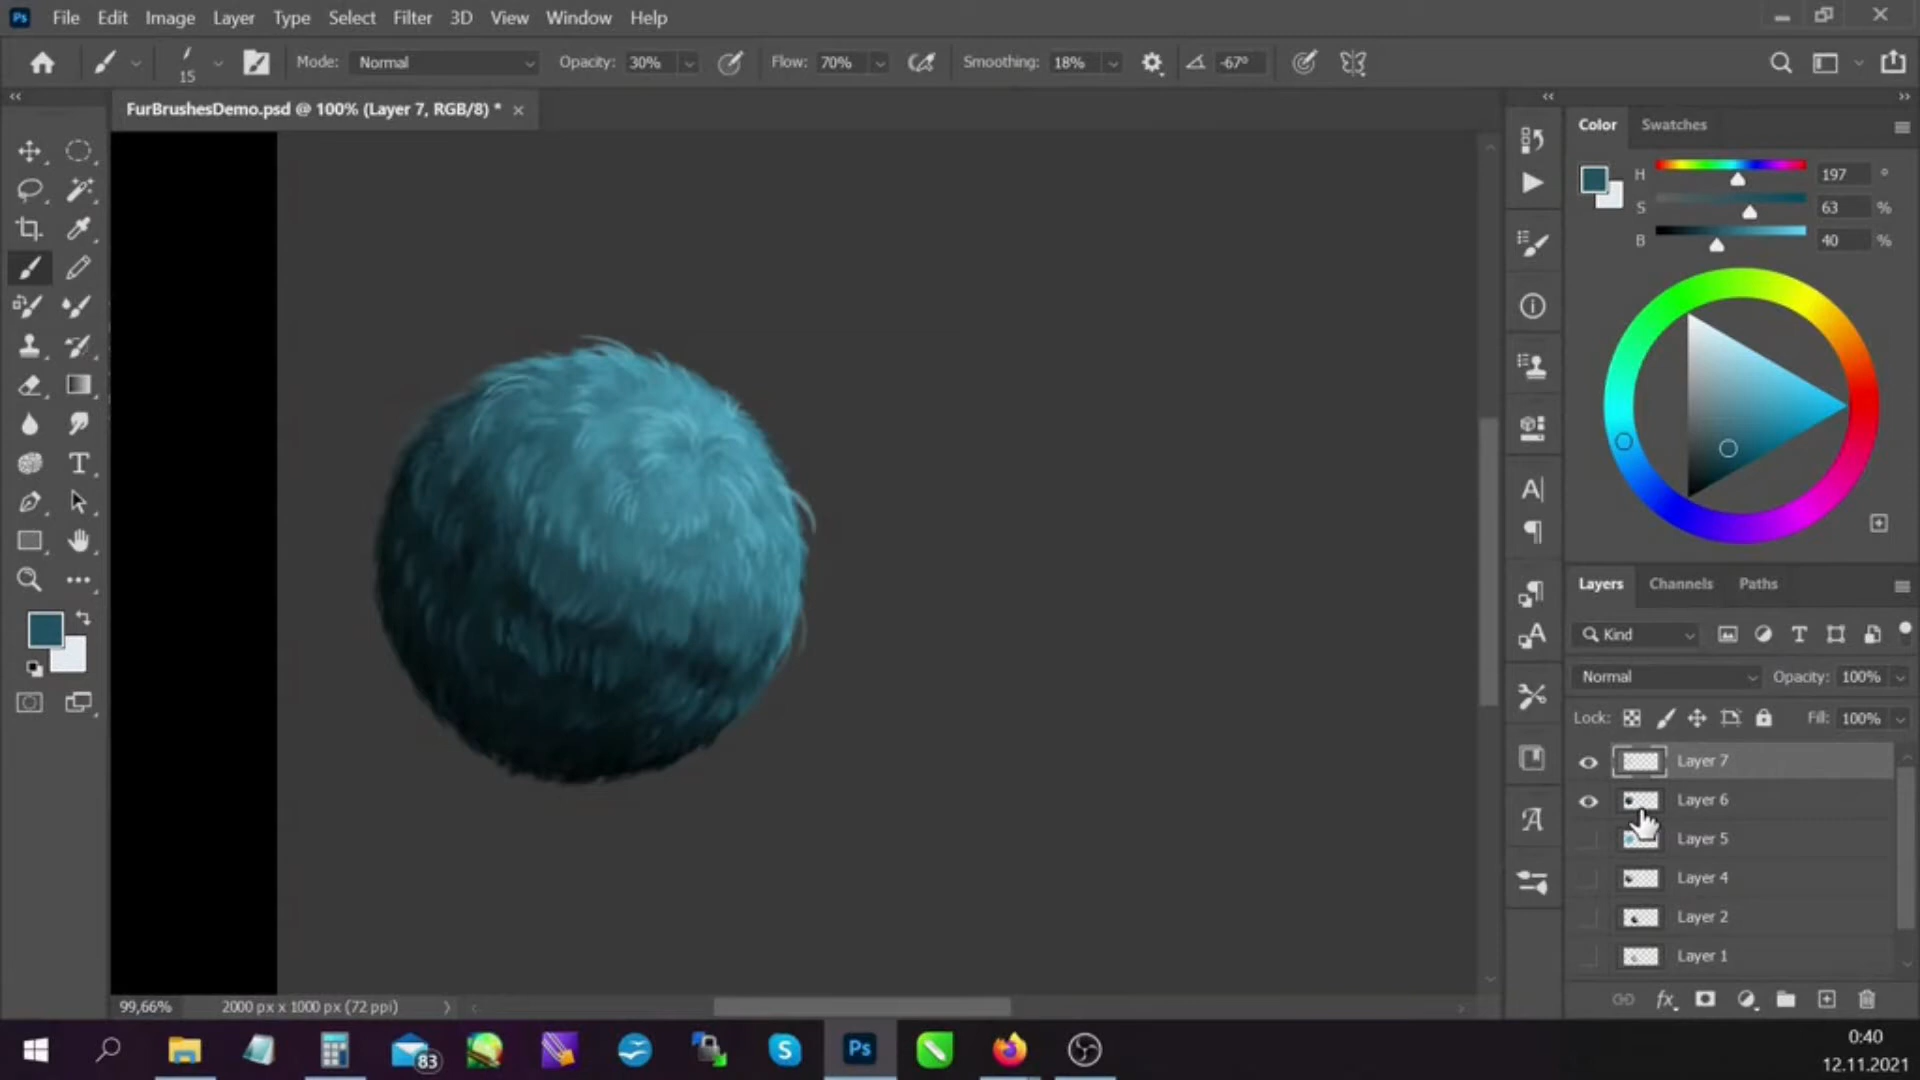 Ps File Edit Image Layer Type Select Filter 3D View Window Help
15 Mode: Normal Opacity: 30% Flow: 70% Smoothing: 18% -67°
FurBrushesDemo.psd @ 100% (Layer 7, RGB/8) *
Color Swatches
H 197 °
S 63 %
B 40 %
Layers Channels Paths
Kind
Normal Opacity: 100%
Lock: Fill: 100%
Layer 7
Layer 6
Layer 5
Layer 4
Layer 2
Layer 1
fx
99,66% 2000 px x 1000 px (72 ppi)
83 S Ps
0:40
12.11.2021